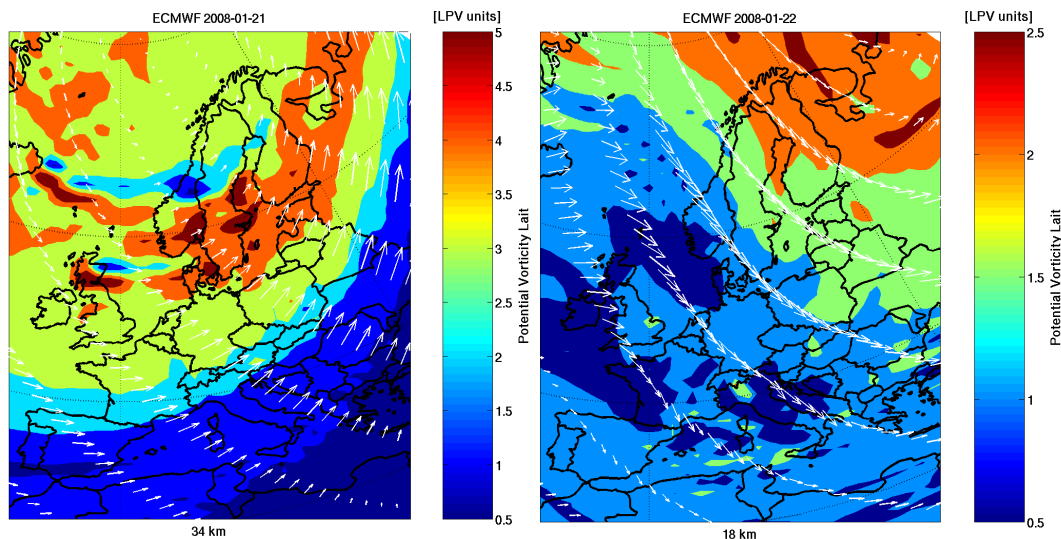 ECMWF 2008-01-21
[LPV units]
5
4.5
4
3.5
3
2.5
2
1.5
1
0.5
Potential Vorticity Lait
34 km
ECMWF 2008-01-22
[LPV units]
2.5
2
1.5
1
0.5
Potential Vorticity Lait
18 km